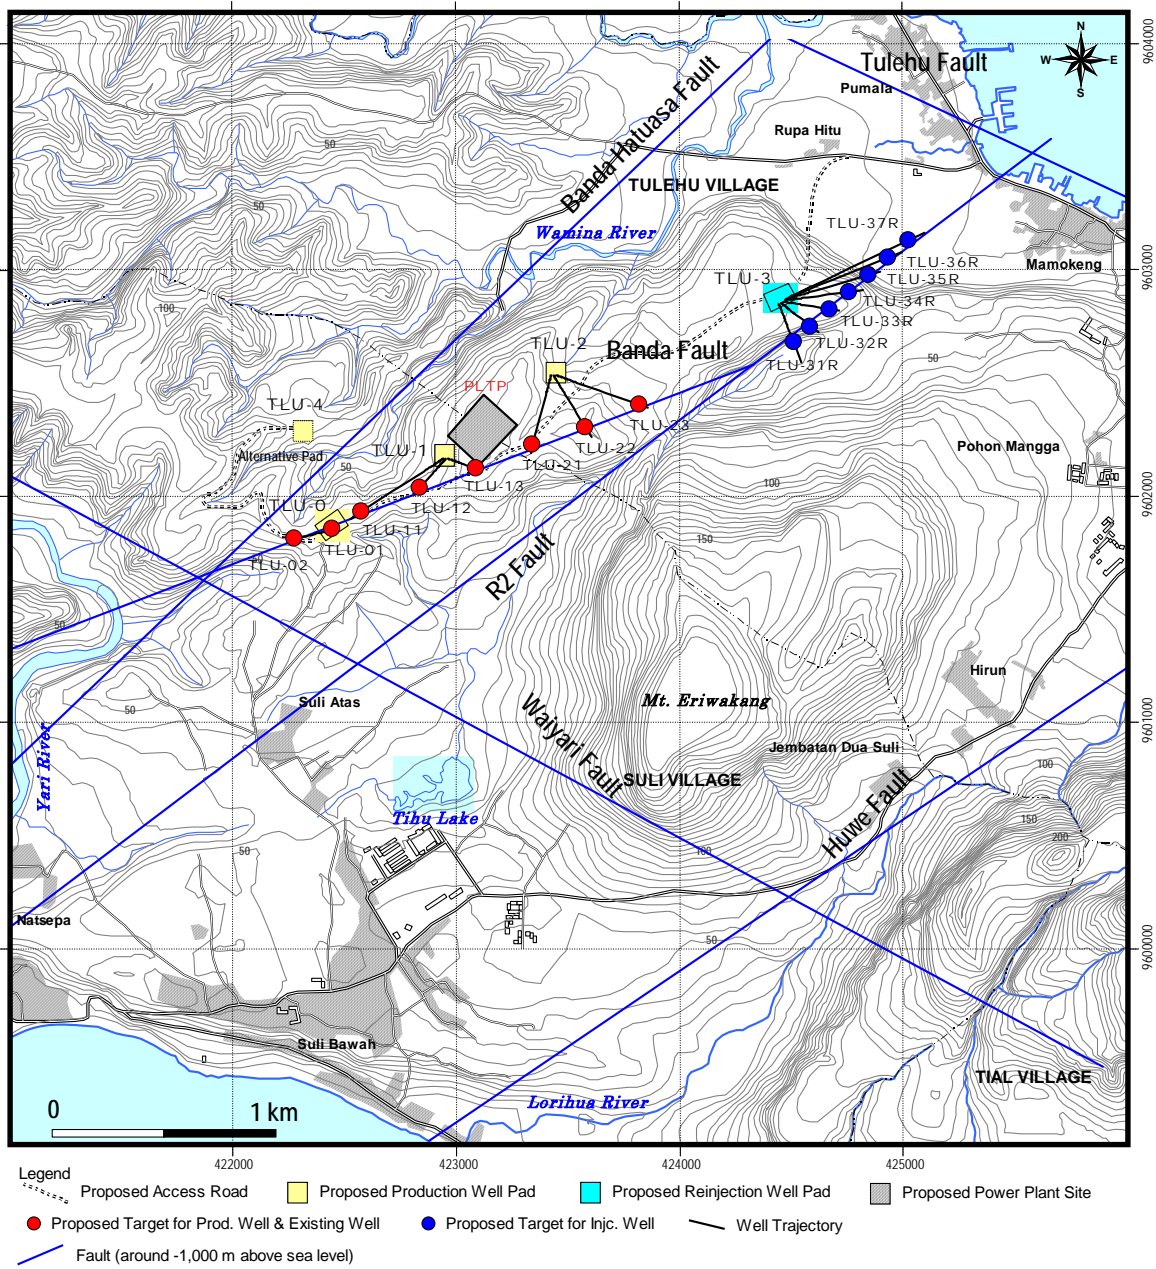 N
W
E
S
9604000
Tulehu Fault
Pumala
Banda Hatuasa Fault
Rupa Hitu
50
TULEHU VILLAGE
50
Wamina River
TLU-37R
TLU-36R
Mamokeng
9603000
TLU-3
TLU-35R
100
TLU-34R
TLU-33R
TLU-2
TLU-32R
Banda Fault
50
TLU-31R
PLTP
TLU-4
TLU-23
TLU-1
TLU-22
Pohon Mangga
Alternative Pad
50
TLU-21
TLU-13
100
TLU-0
TLU-12
9602000
TLU-11
150
TLU-01
TLU-02
R2 Fault
50
Hirun
Suli Atas
Mt. Eriwakang
50
Waiyari Fault
9601000
Jembatan Dua Suli
Yari River
SULI VILLAGE
100
Huwe Fault
Tihu Lake
150
200
50
100
Natsepa
50
9600000
Suli Bawah
TIAL VILLAGE
Lorihua River
0
1 km
422000
423000
424000
425000
Legend
Proposed Access Road
Proposed Production Well Pad
Proposed Reinjection Well Pad
Proposed Power Plant Site
Proposed Target for Prod. Well & Existing Well
Proposed Target for Injc. Well
Well Trajectory
Fault (around -1,000 m above sea level)